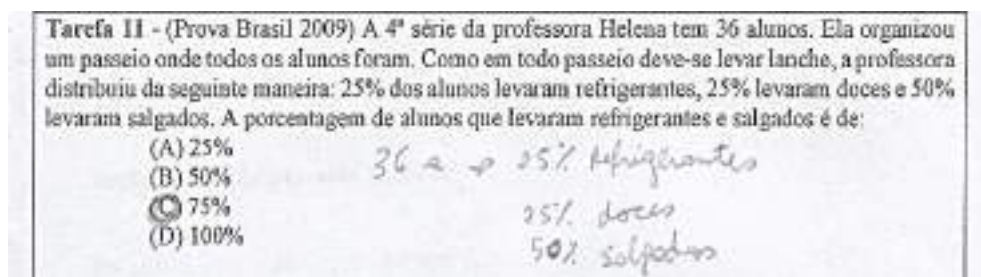 Tarefa 11 - (Prova Brasil 2009) A 4ª série da professora Helena tem 36 alunos. Ela organizou
um passeio onde todos os alunos foram. Como em todo passeio deve-se levar lanche, a professora
distribuiu da seguinte maneira: 25% dos alunos levaram refrigerantes, 25% levaram doces e 50%
levaram salgados. A porcentagem de alunos que levaram refrigerantes e salgados é de:
(A) 25%
36 a → 25% refrigerantes
(B) 50%
(C) 75%
25% doces
(D) 100%
50% salgados